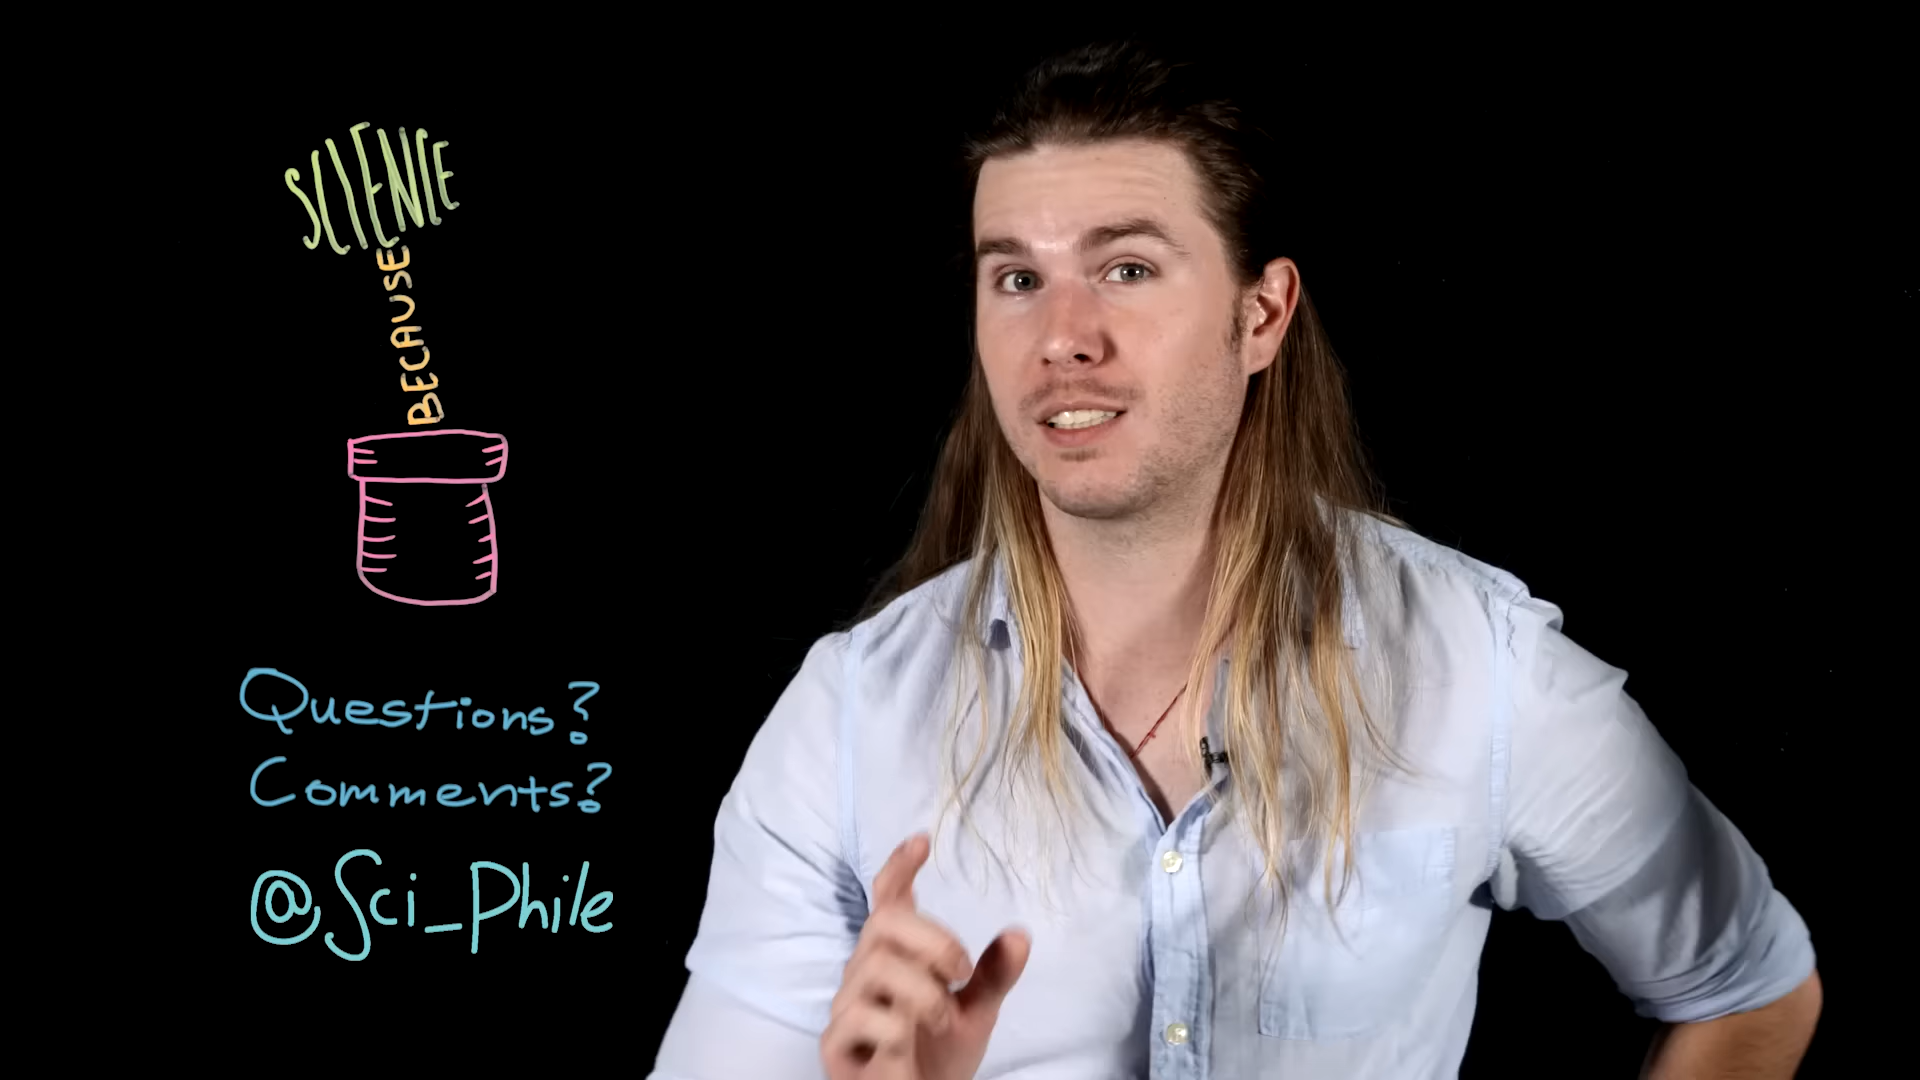 SCIENCE
BECAUSE
Questions?
Comments?
@Sci_Phile